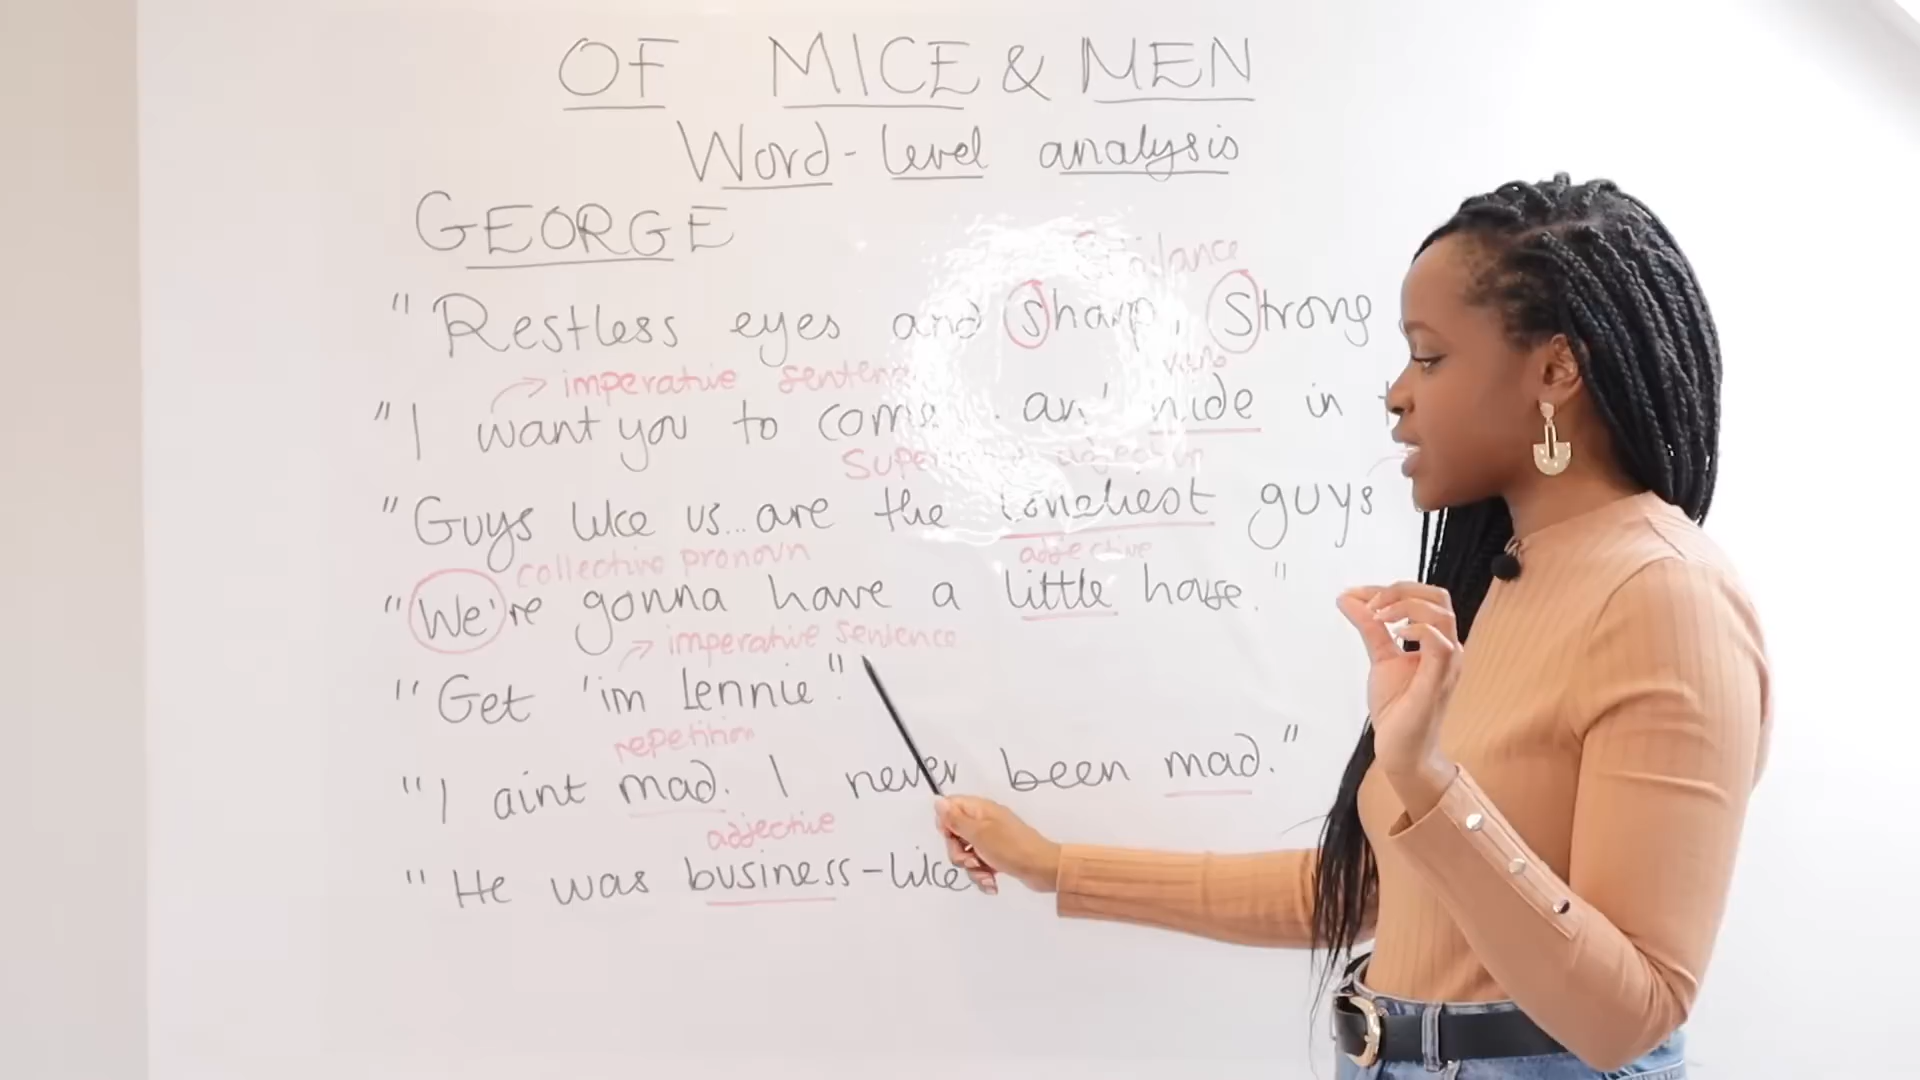 OF MICE & MEN
Word-level analysis
GEORGE
"Restless eyes and sharp, strong
imperative sentence
"I want you to come . an' hide in
"Guys like us... are the loneliest guys
collective pronoun adjective
"We're gonna have a little house."
imperative sentence
"Get 'im Lennie".
repetition
"I aint mad. I never been mad."
adjective
"He was business-like